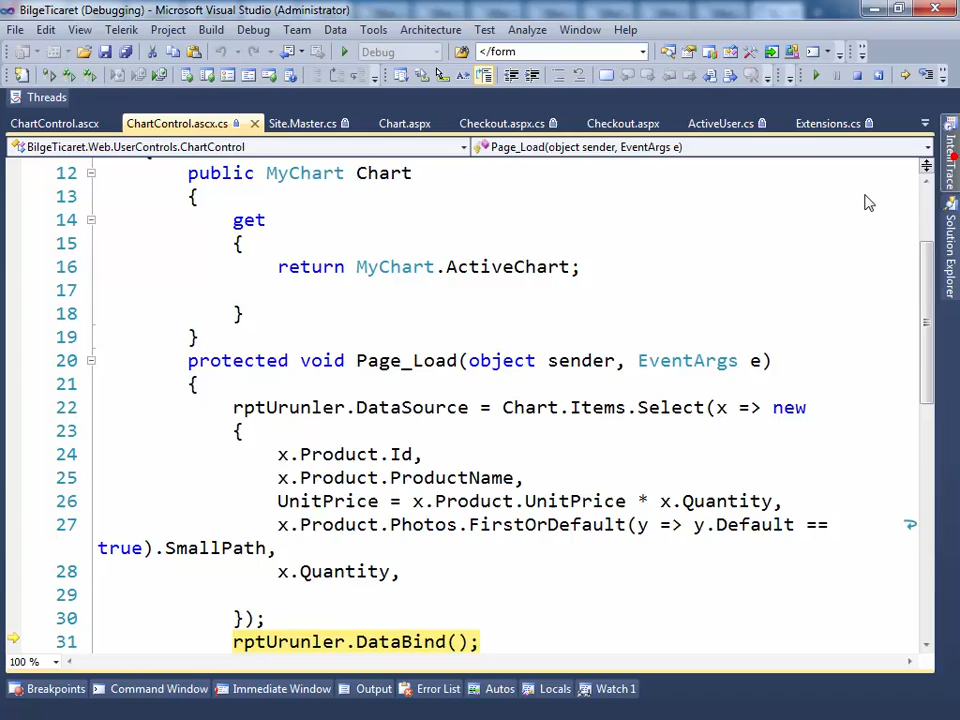 BilgeTicaret (Debugging) - Microsoft Visual Studio (Administrator)
File Edit View Telerik Project Build Debug Team Data Tools Architecture Test Analyze Window Help
Debug </form
Threads
ChartControl.ascx ChartControl.ascx.cs Site.Master.cs Chart.aspx Checkout.aspx.cs Checkout.aspx ActiveUser.cs Extensions.cs
BilgeTicaret.Web.UserControls.ChartControl Page_Load(object sender, EventArgs e)
12 public MyChart Chart
13 {
14 get
15 {
16 return MyChart.ActiveChart;
17
18 }
19 }
20 protected void Page_Load(object sender, EventArgs e)
21 {
22 rptUrunler.DataSource = Chart.Items.Select(x => new
23 {
24 x.Product.Id,
25 x.Product.ProductName,
26 UnitPrice = x.Product.UnitPrice * x.Quantity,
27 x.Product.Photos.FirstOrDefault(y => y.Default ==
true).SmallPath,
28 x.Quantity,
29
30 });
31 rptUrunler.DataBind();
100 %
Breakpoints Command Window Immediate Window Output Error List Autos Locals Watch 1
IntelliTrace
Solution Explorer